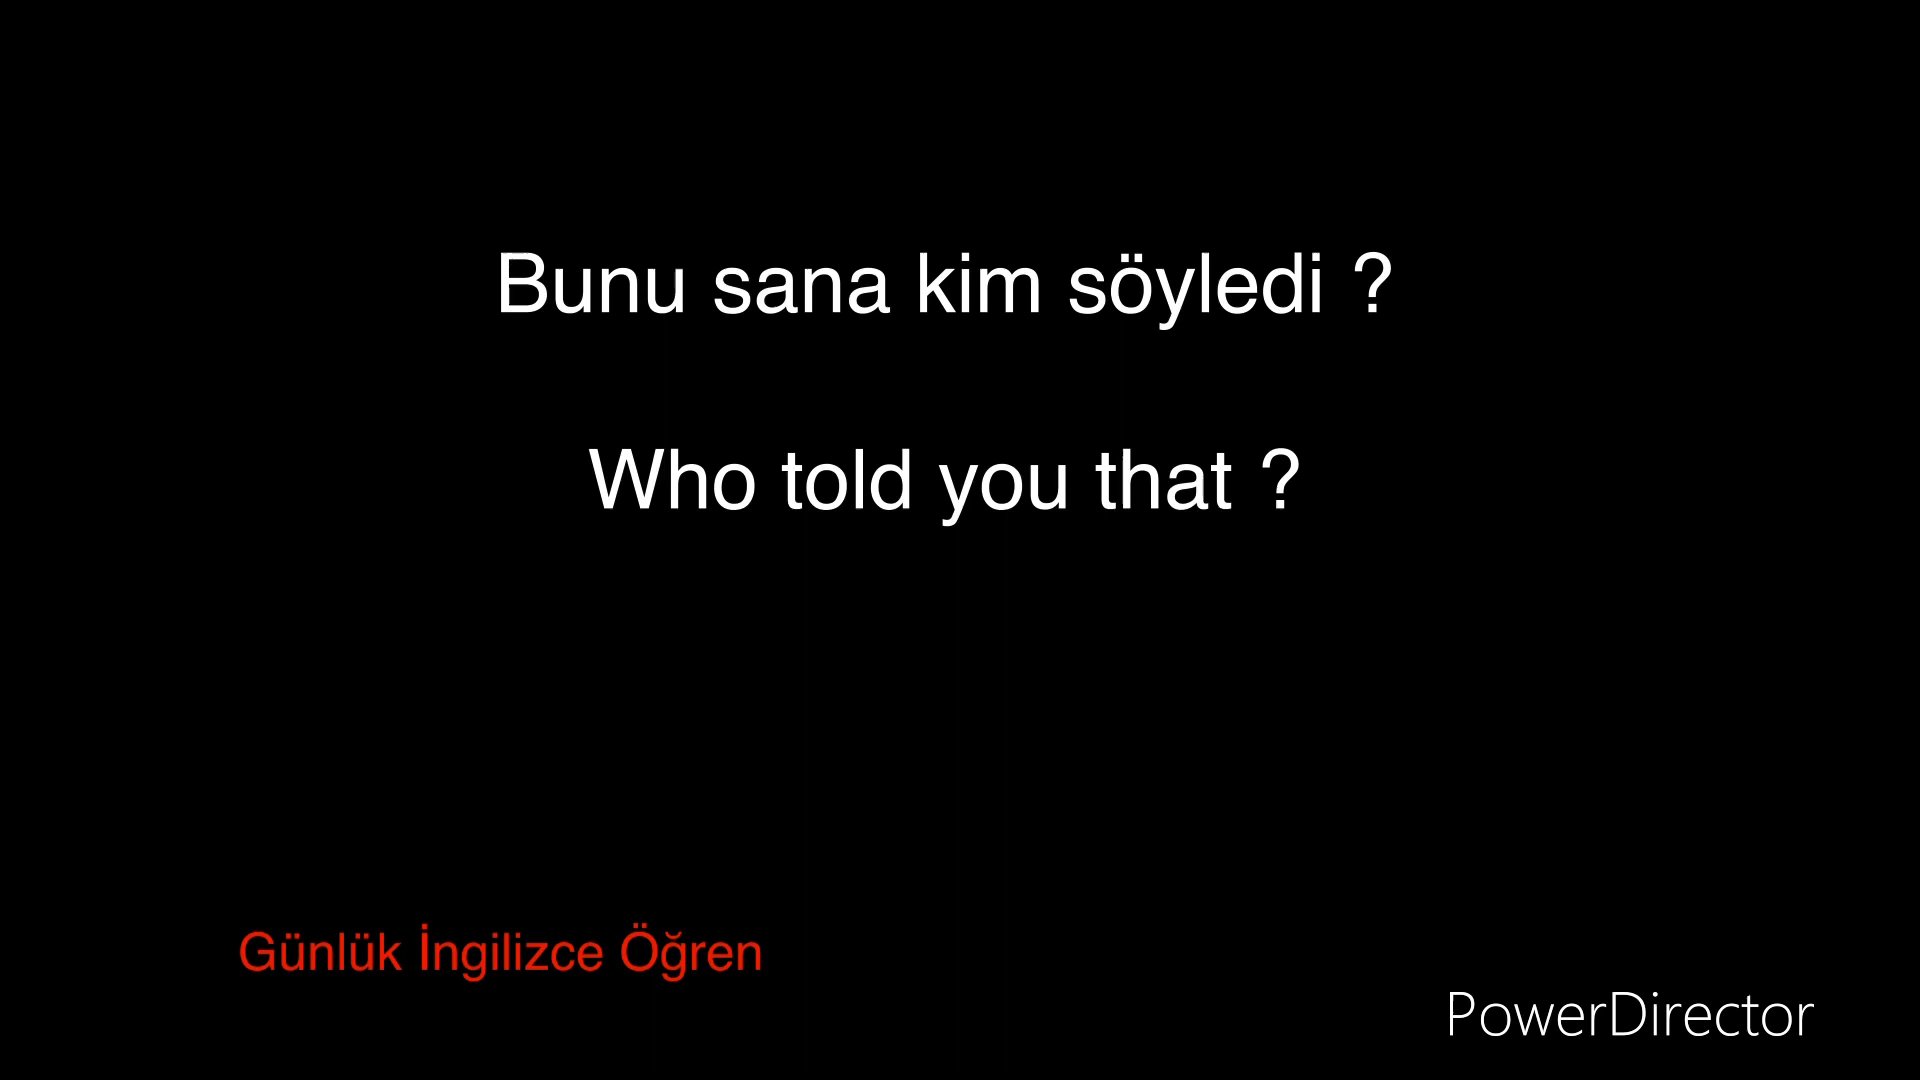 Bunu sana kim söyledi ?
Who told you that ?
Günlük İngilizce Öğren
PowerDirector